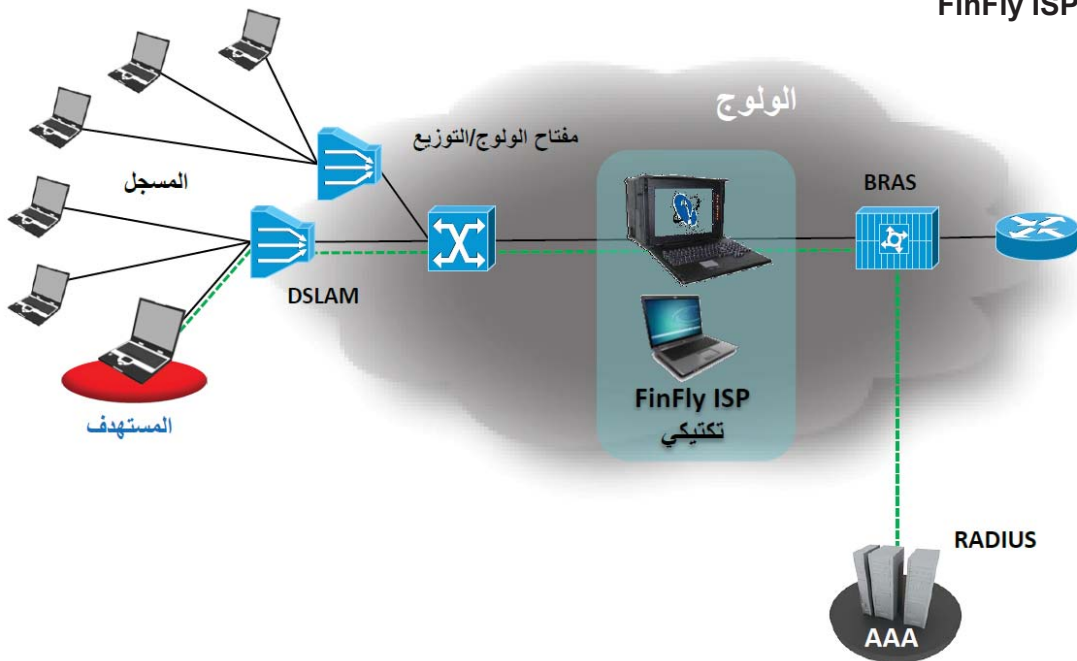 FinFly ISP
الولوج
مفتاح الولوج/التوزيع
المسجل
BRAS
DSLAM
FinFly ISP
تكتيكي
المستهدف
RADIUS
AAA